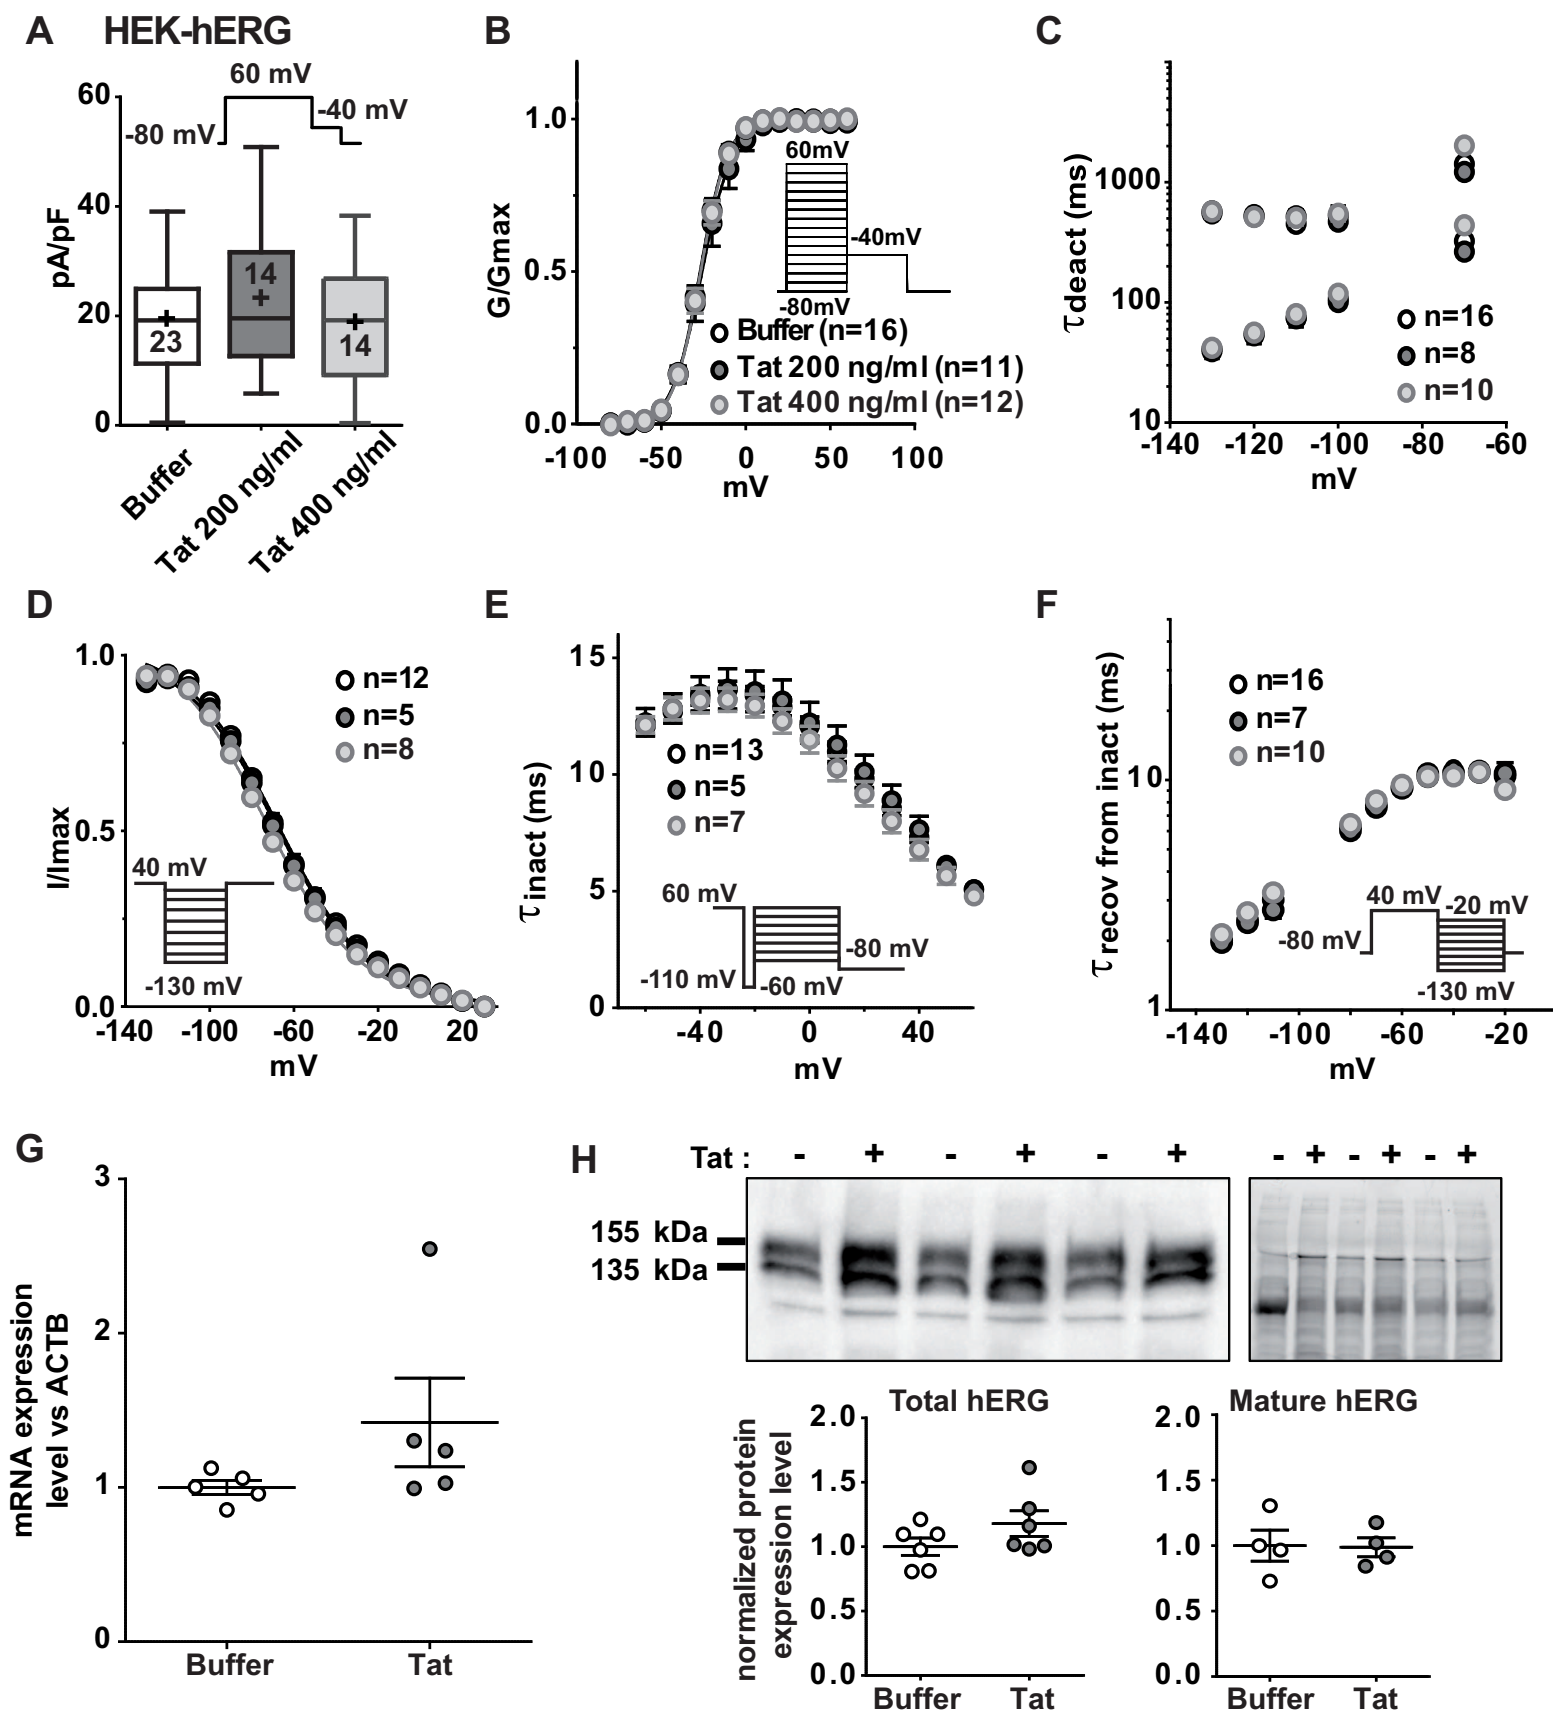 A HEK-hERG
60 mV
-40 mV
-80 mV
pA/pF
60
40
20
0
23
14
14
Buffer
Tat 200 ng/ml
Tat 400 ng/ml
B
G/Gmax
1.0
0.5
0.0
60mV
-40mV
-80mV
Buffer (n=16)
Tat 200 ng/ml (n=11)
Tat 400 ng/ml (n=12)
-100 -50 0 50 100
mV
C
τdeact (ms)
1000
100
10
n=16
n=8
n=10
-140 -120 -100 -80 -60
mV
D
I/Imax
1.0
0.5
0.0
n=12
n=5
n=8
40 mV
-130 mV
-140 -100 -60 -20 20
mV
E
τinact (ms)
15
10
5
0
n=13
n=5
n=7
60 mV
-80 mV
-110 mV
-60 mV
-40 0 40
mV
F
τrecov from inact (ms)
10
1
n=16
n=7
n=10
40 mV
-20 mV
-80 mV
-130 mV
-140 -100 -60 -20
mV
G
mRNA expression
level vs ACTB
3
2
1
0
Buffer Tat
H
Tat : - + - + - +
- + - + - +
155 kDa
135 kDa
Total hERG
normalized protein
expression level
2.0
1.5
1.0
0.5
0.0
Buffer Tat
Mature hERG
2.0
1.5
1.0
0.5
0.0
Buffer Tat